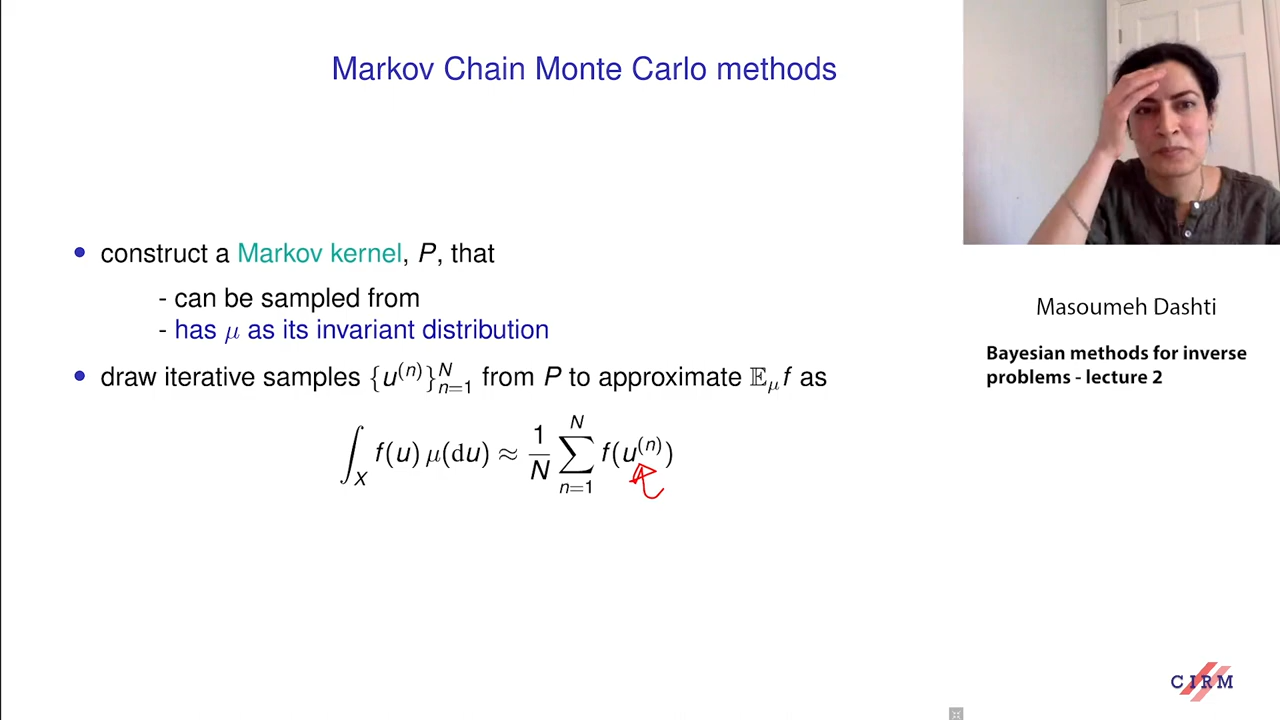 Markov Chain Monte Carlo methods
• construct a Markov kernel, P, that
- can be sampled from
- has μ as its invariant distribution
• draw iterative samples {u^(n)}_{n=1}^N from P to approximate 𝔼_μ f as
∫_X f(u) μ(du) ≈ 1/N ∑_{n=1}^N f(u^(n))
Masoumeh Dashti
Bayesian methods for inverse
problems - lecture 2
CIRM